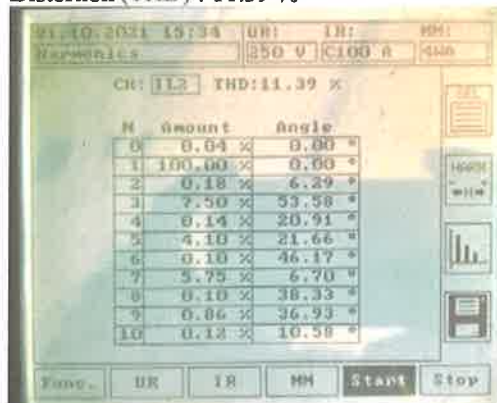 21.10.2021 15:34 UR: IR: MM:
Harmonics 250 V C100 A 4WA
CH: IL2 THD:11.39 %
N Amount Angle
0 0.04 % 0.00 °
1 100.00 % 0.00 °
2 0.18 % 6.29 °
3 7.50 % 53.58 °
4 0.14 % 20.91 °
5 4.10 % 21.66 °
6 0.10 % 46.17 °
7 5.75 % 6.70 °
8 0.10 % 38.33 °
9 0.86 % 36.93 °
10 0.12 % 10.58 °
HARM
Func. UR IR MM Start Stop